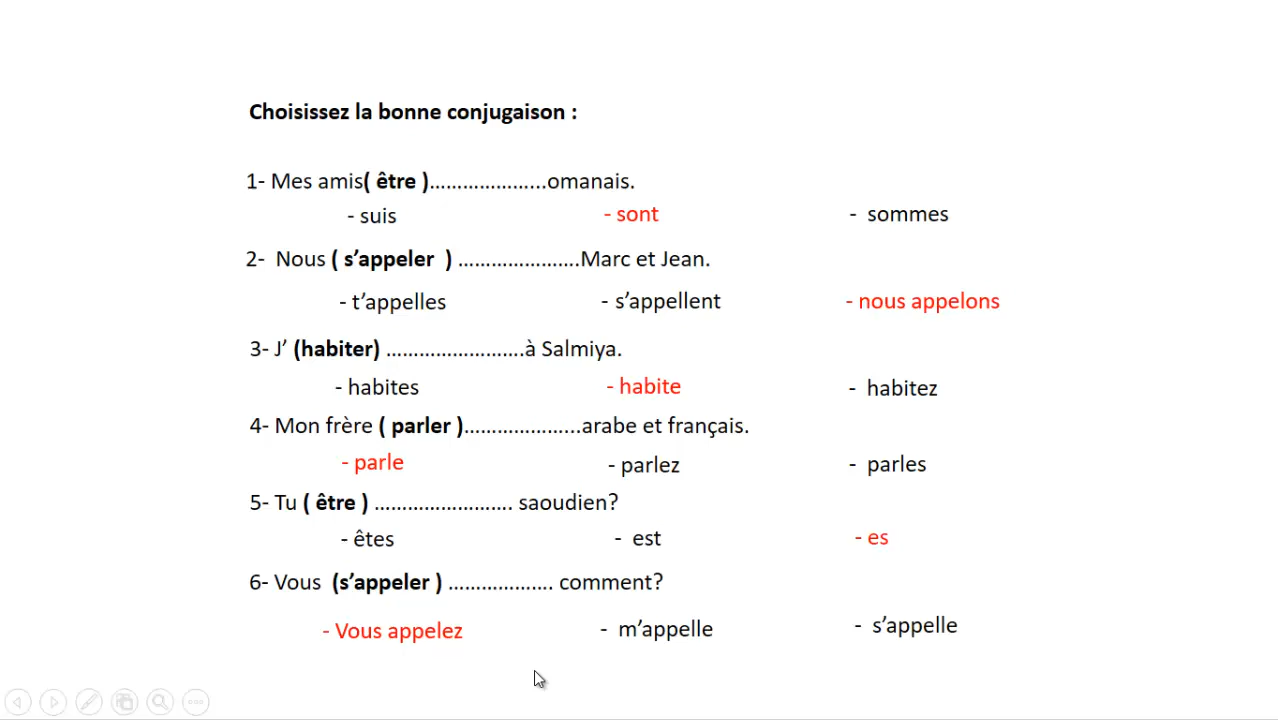 Choisissez la bonne conjugaison :
1- Mes amis( être )…………………..omanais.
- suis - sont - sommes
2- Nous ( s’appeler ) ………………….Marc et Jean.
- t’appelles - s’appellent - nous appelons
3- J’ (habiter) …………………….à Salmiya.
- habites - habite - habitez
4- Mon frère ( parler )…………………..arabe et français.
- parle - parlez - parles
5- Tu ( être ) ……………………. saoudien?
- êtes - est - es
6- Vous (s’appeler ) ………………. comment?
- Vous appelez - m’appelle - s’appelle